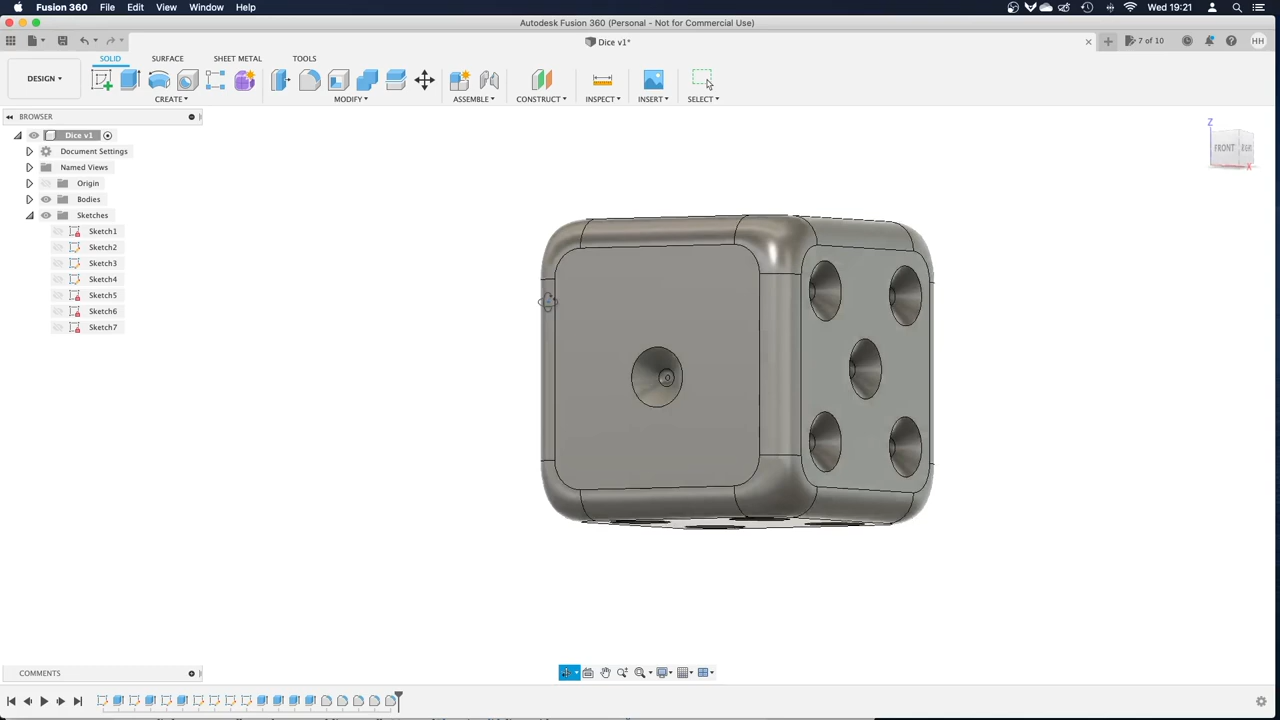 Fusion 360 File Edit View Window Help Wed 19:21
Autodesk Fusion 360 (Personal - Not for Commercial Use)
Dice v1* 7 of 10 HH
SOLID SURFACE SHEET METAL TOOLS
DESIGN
CREATE MODIFY ASSEMBLE CONSTRUCT INSPECT INSERT SELECT
BROWSER
Dice v1
Document Settings
Named Views
Origin
Bodies
Sketches
Sketch1
Sketch2
Sketch3
Sketch4
Sketch5
Sketch6
Sketch7
Z
FRONT
X
COMMENTS